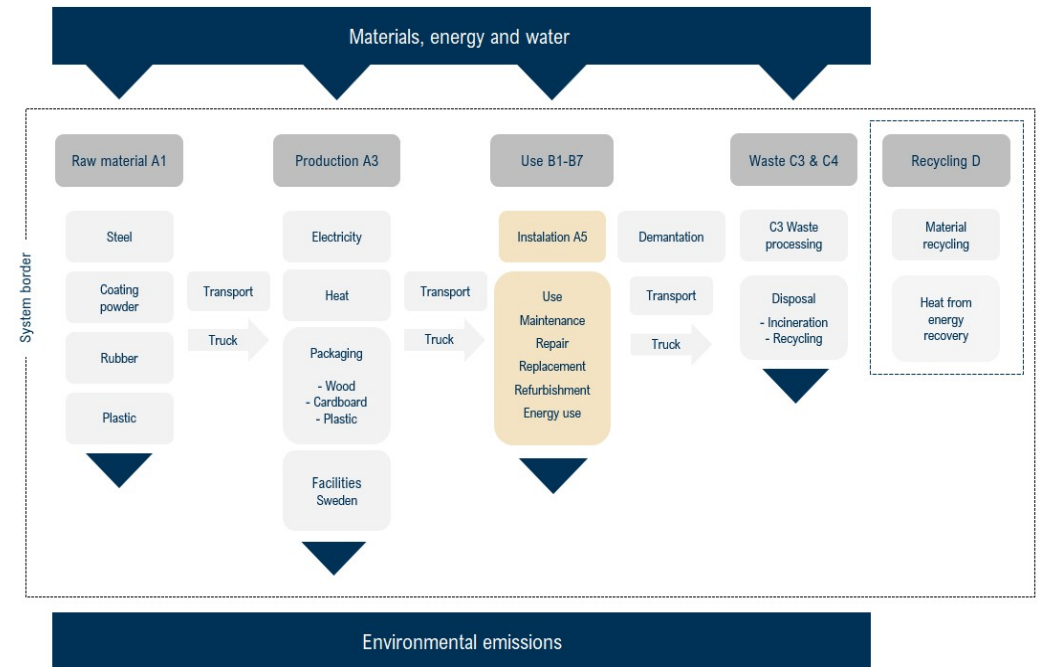 Materials, energy and water
System border
Raw material A1
Steel
Coating
powder
Rubber
Plastic
Transport
Truck
Production A3
Electricity
Heat
Packaging
- Wood
- Cardboard
- Plastic
Facilities
Sweden
Transport
Truck
Use B1-B7
Instalation A5
Use
Maintenance
Repair
Replacement
Refurbishment
Energy use
Demantation
Transport
Truck
Waste C3 & C4
C3 Waste
processing
Disposal
- Incineration
- Recycling
Recycling D
Material
recycling
Heat from
energy
recovery
Environmental emissions